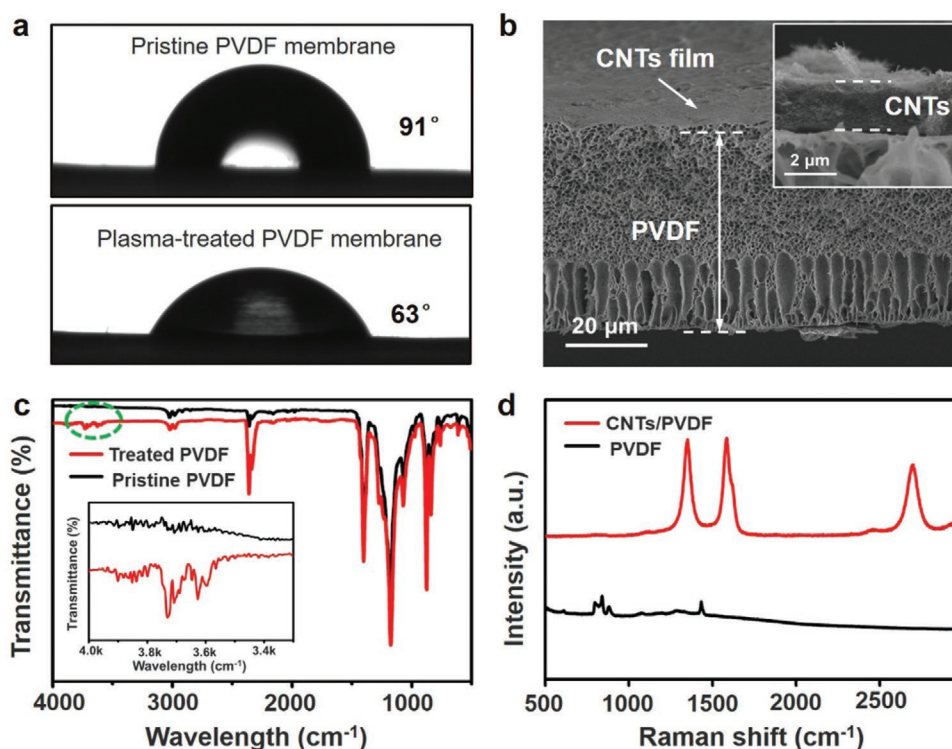 a
Pristine PVDF membrane
91°
Plasma-treated PVDF membrane
63°
b
CNTs film
CNTs
2 µm
PVDF
20 µm
c
Transmittance (%)
Treated PVDF
Pristine PVDF
Transmittance (%)
4.0k 3.8k 3.6k 3.4k
Wavelength (cm⁻¹)
4000 3000 2000 1000
Wavelength (cm⁻¹)
d
Intensity (a.u.)
CNTs/PVDF
PVDF
500 1000 1500 2000 2500
Raman shift (cm⁻¹)